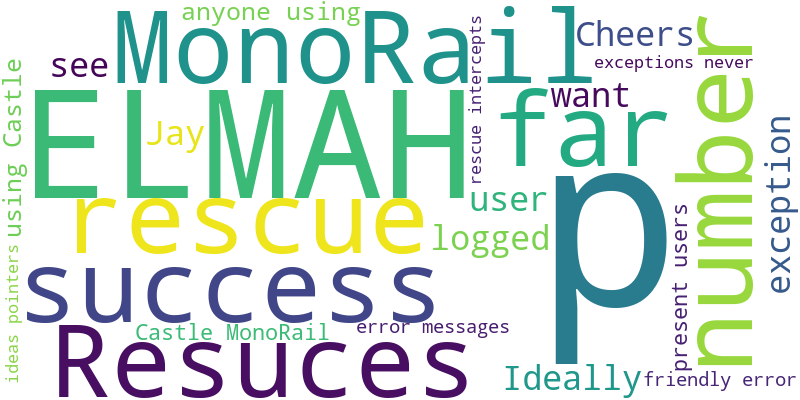 anyone using
MonoRail
Cheers
see
exceptions never
rescue intercepts
want
number
ELMAH
far
using Castle
Jay
exception
p
rescue
user
logged
success
present users
ideas pointers
Castle MonoRail
error messages
Resuces
Ideally
friendly error